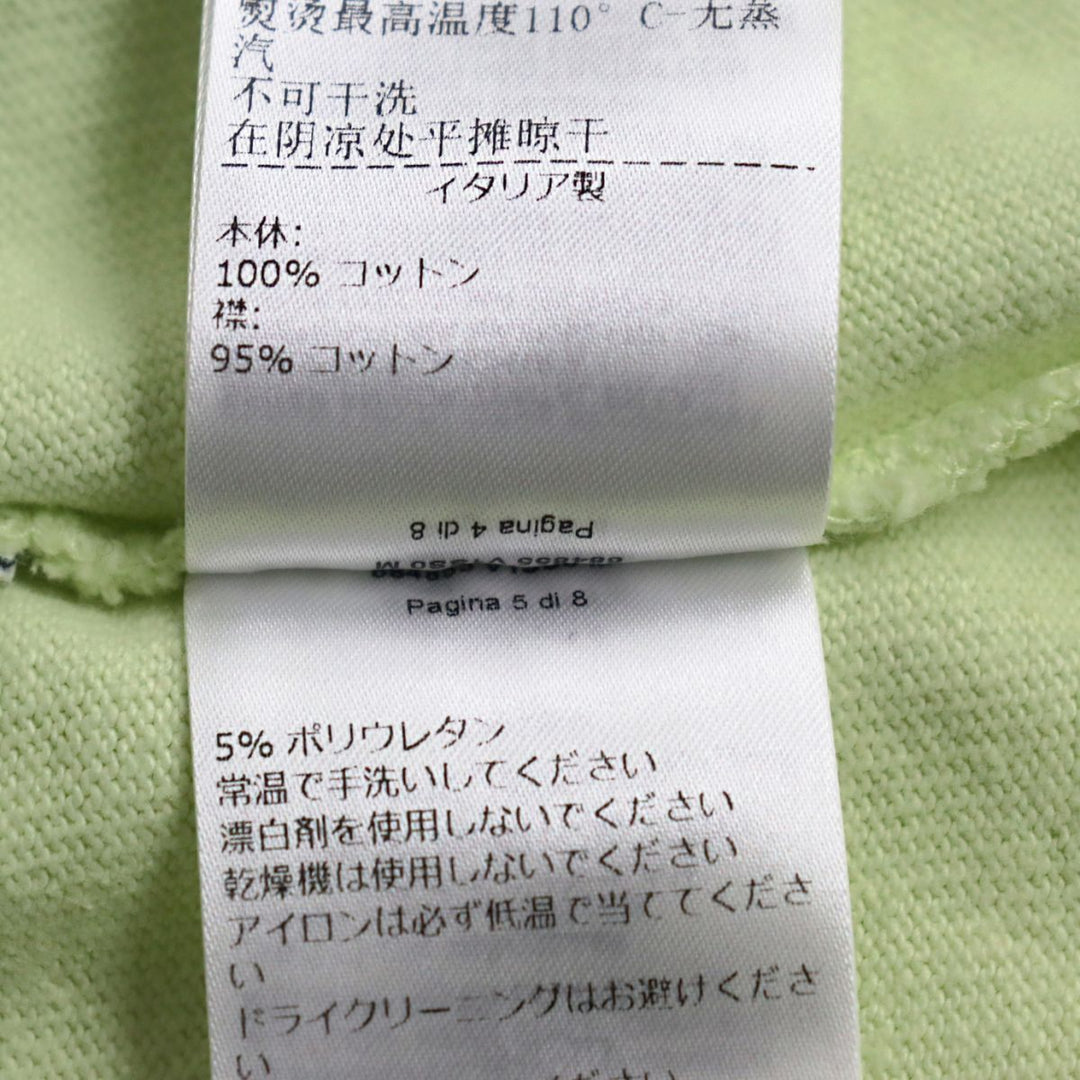 熨烫最高温度110° C-无蒸
汽
不可干洗
在阴凉处平摊晾干
イタリア製
本体:
100% コットン
襟:
95% コットン
Pagina 4 di 8
Pagina 5 di 8
5% ポリウレタン
常温で手洗いしてください
漂白剤を使用しないでください
乾燥機は使用しないでください
アイロンは必ず低温で当ててくださ
い
ドライクリーニングはお避けくださ
い
ください